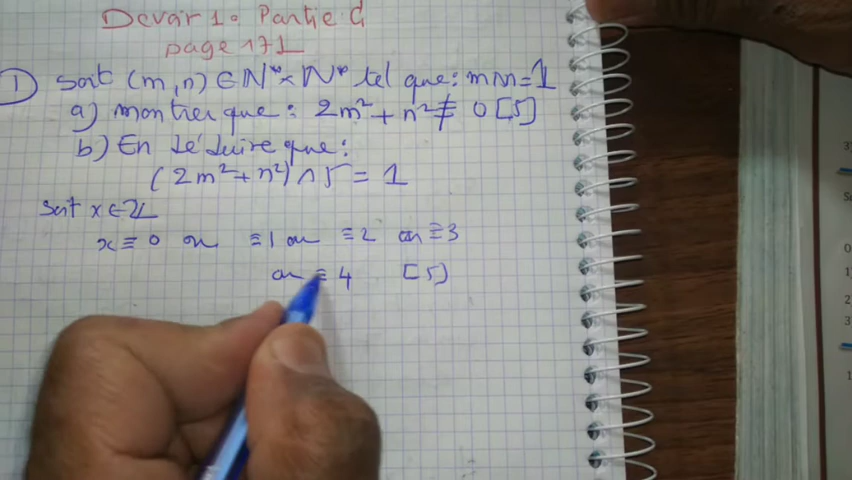 Devoir 1: Partie G
page 171
① soit (m,n) ∈ N*×N* tel que: m∧n=1
a) montrer que: 2m²+n² ≢ 0 [5]
b) En déduire que:
(2m²+n²)∧5 = 1
soit x∈ℤ
x≡0 ou ≡1 ou ≡2 ou ≡3
ou ≡4 [5]